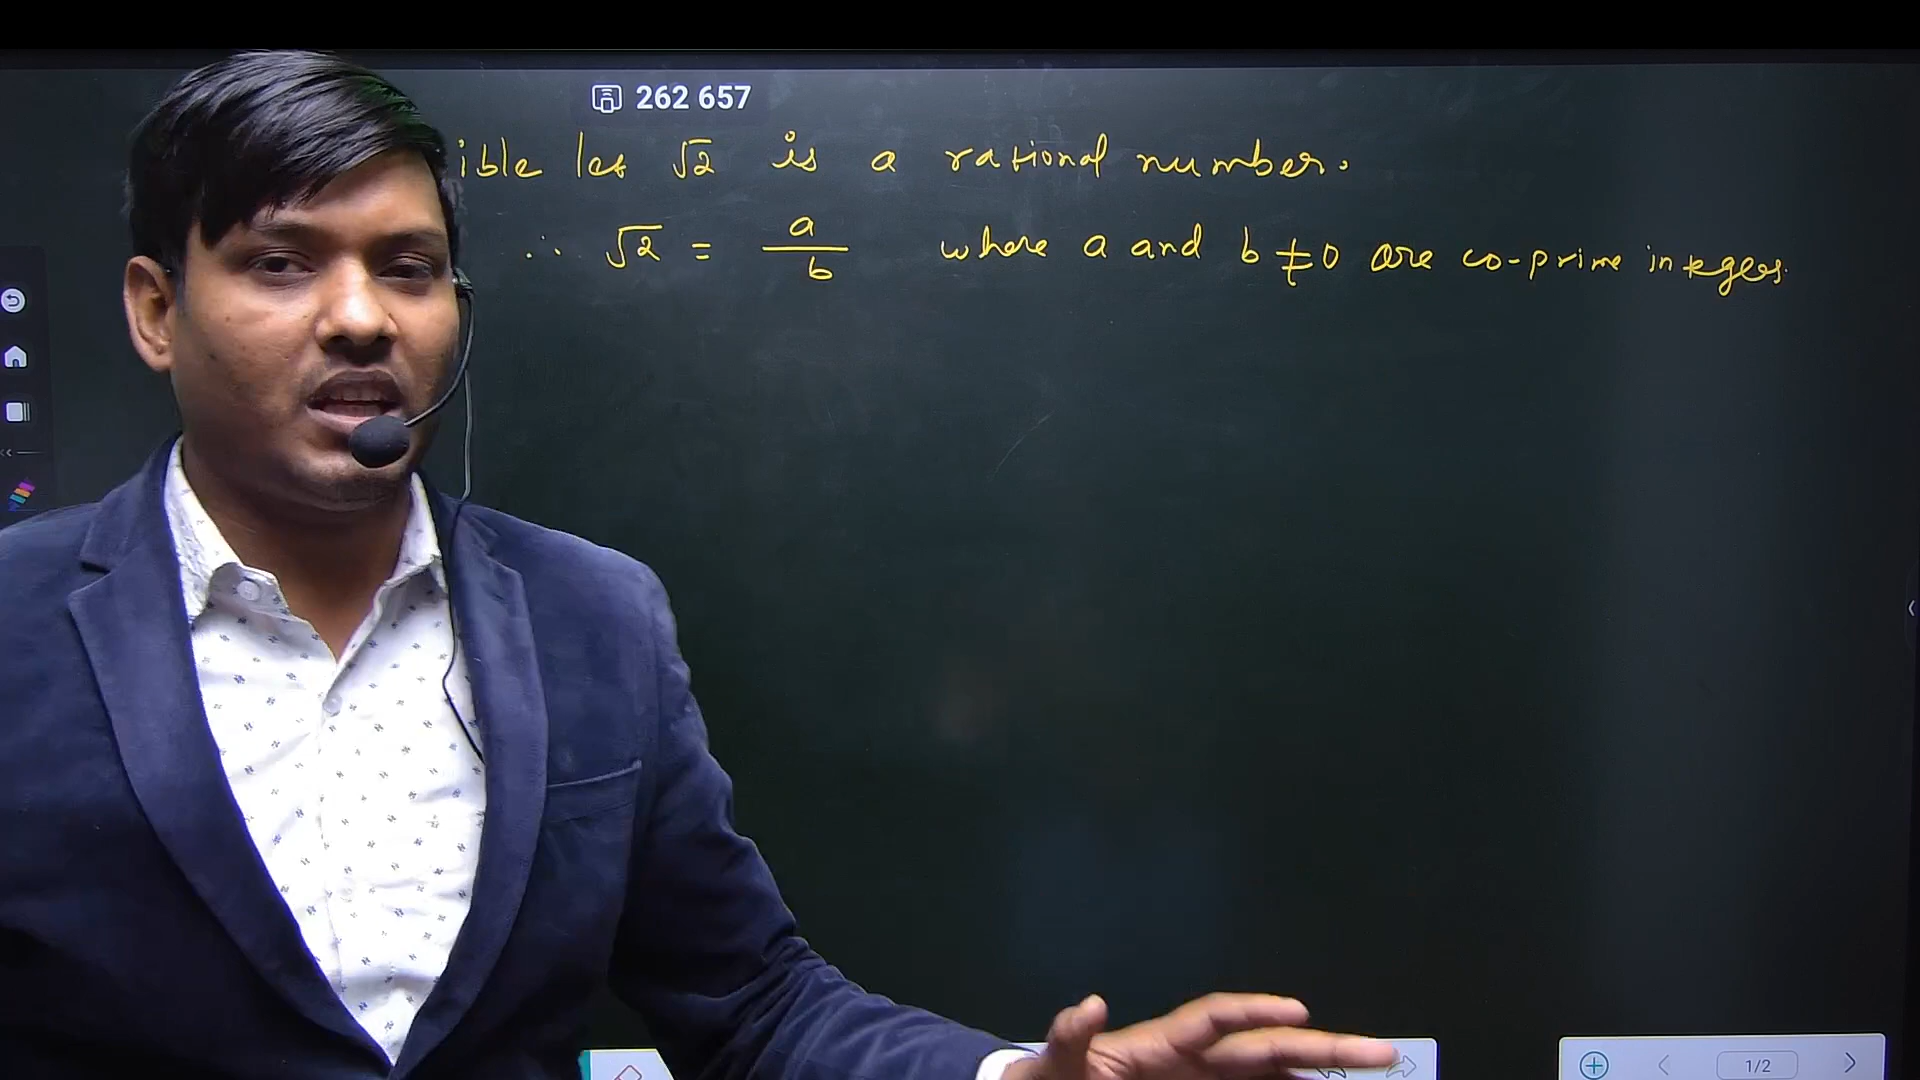 262 657
ible let √2 is a rational number.
∴ √2 = a/b where a and b ≠ 0 are co-prime integers.
1/2